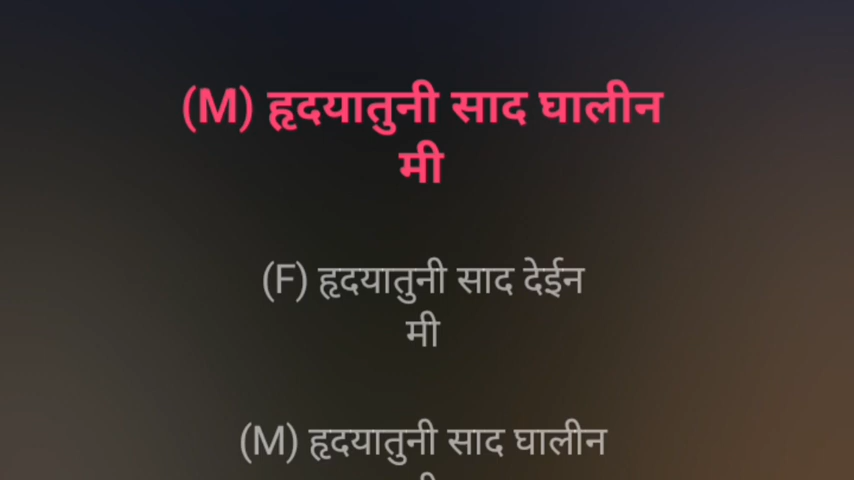 (M) हृदयातुनी साद घालीन
मी
(F) हृदयातुनी साद देईन
मी
(M) हृदयातुनी साद घालीन